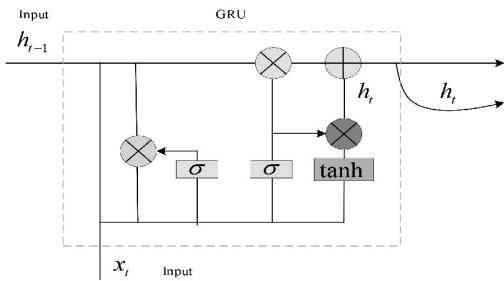 Input
GRU
h_{t-1}
h_t
h_t
σ
σ
tanh
x_t
Input